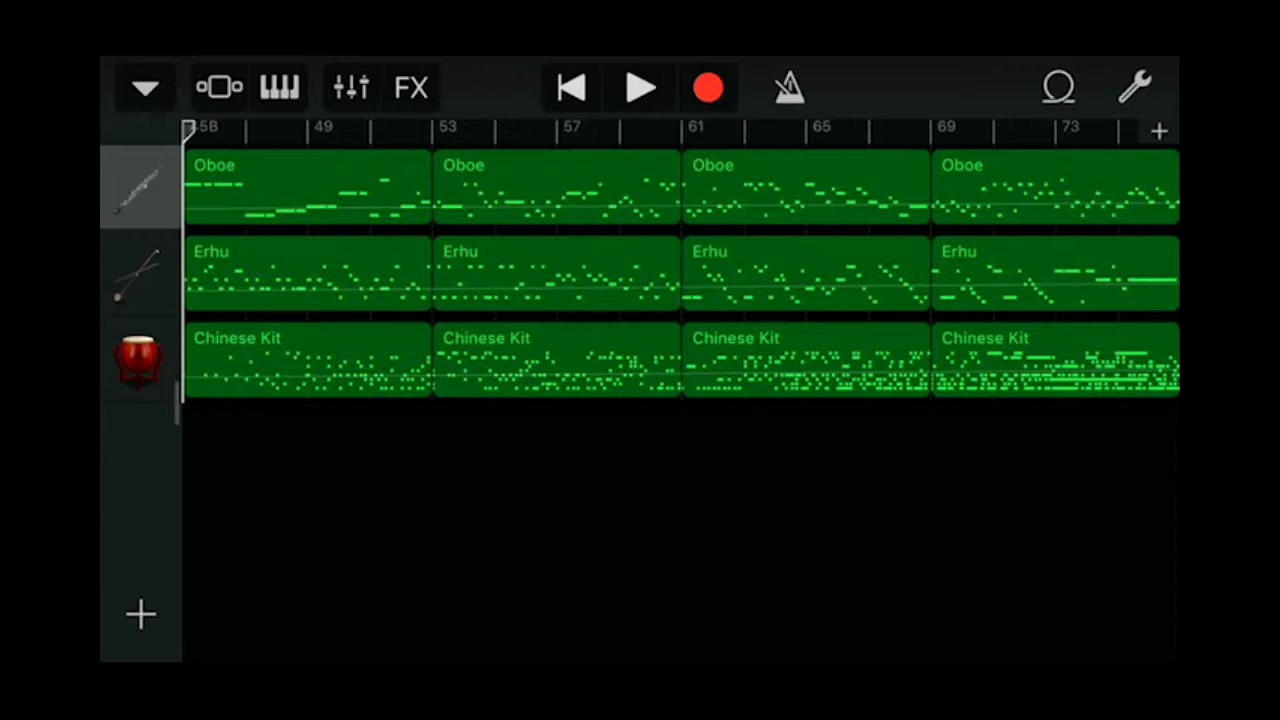 FX
45B 49 53 57 61 65 69 73
Oboe Oboe Oboe Oboe
Erhu Erhu Erhu Erhu
Chinese Kit Chinese Kit Chinese Kit Chinese Kit